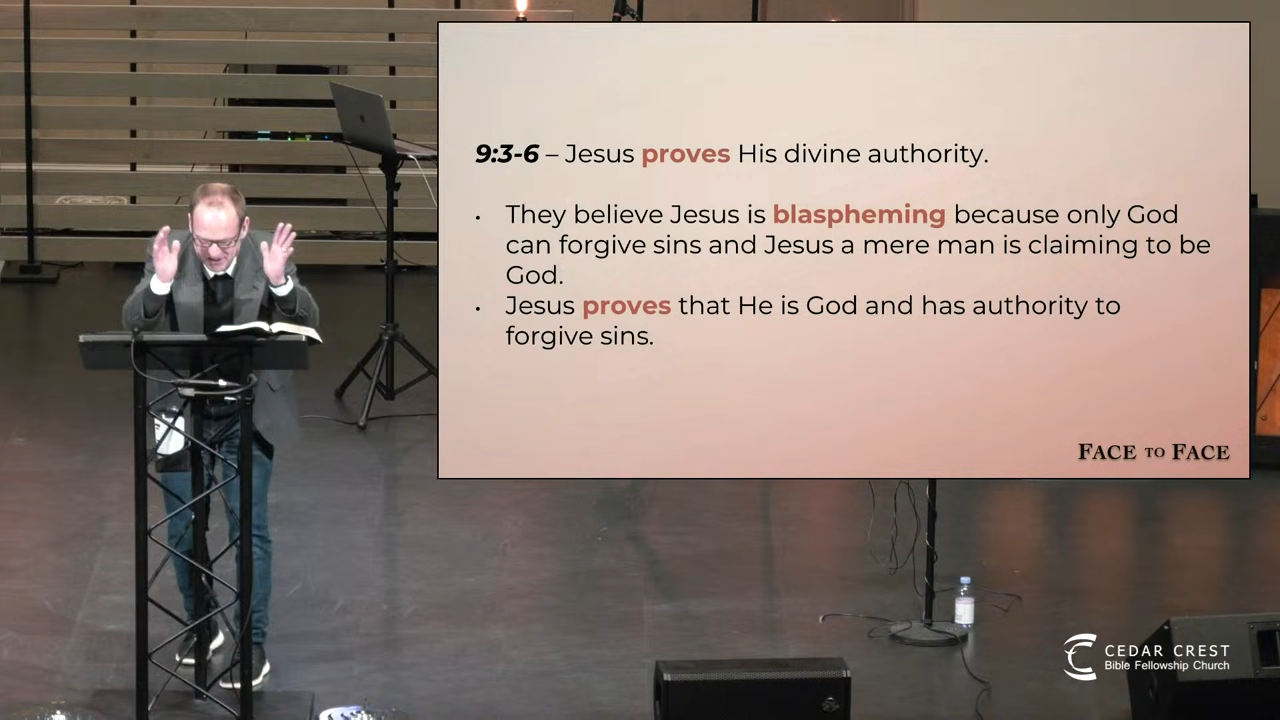 9:3-6 – Jesus proves His divine authority.
• They believe Jesus is blaspheming because only God
can forgive sins and Jesus a mere man is claiming to be
God.
• Jesus proves that He is God and has authority to
forgive sins.
FACE TO FACE
CEDAR CREST
Bible Fellowship Church